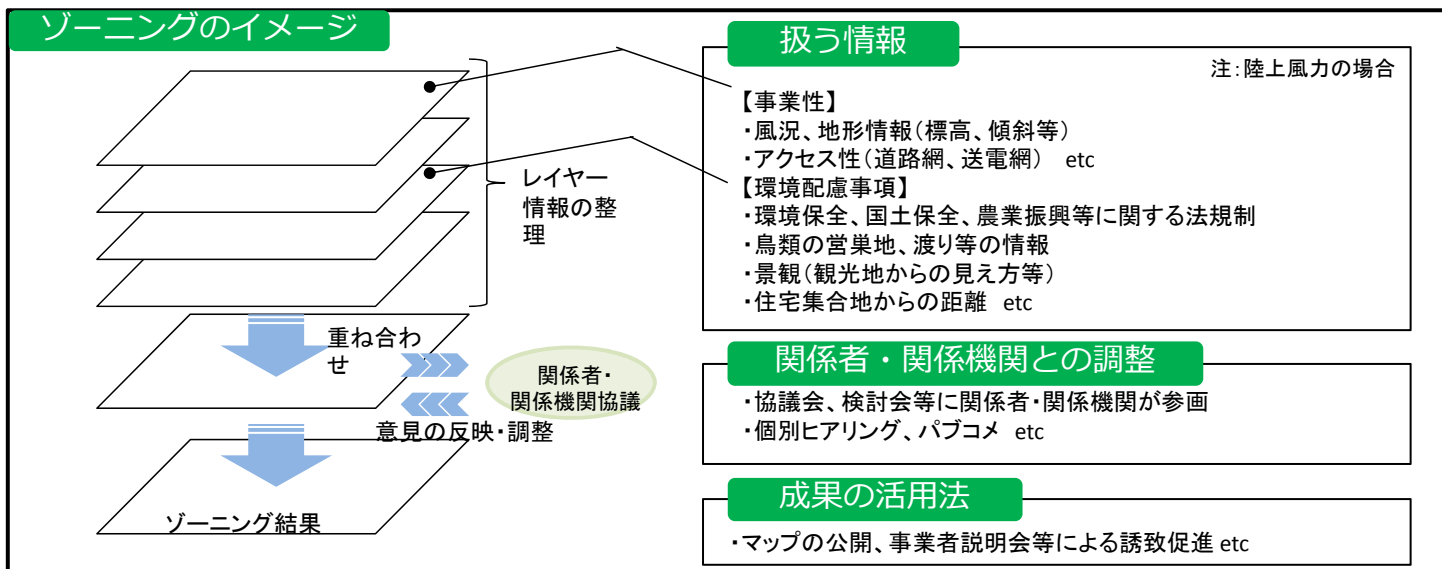 ゾーニングのイメージ
レイヤー
情報の整
理
重ね合わ
せ
関係者・
関係機関協議
意見の反映・調整
ゾーニング結果
扱う情報
注：陸上風力の場合
【事業性】
・風況、地形情報（標高、傾斜等）
・アクセス性（道路網、送電網） etc
【環境配慮事項】
・環境保全、国土保全、農業振興等に関する法規制
・鳥類の営巣地、渡り等の情報
・景観（観光地からの見え方等）
・住宅集合地からの距離 etc
関係者・関係機関との調整
・協議会、検討会等に関係者・関係機関が参画
・個別ヒアリング、パブコメ etc
成果の活用法
・マップの公開、事業者説明会等による誘致促進 etc